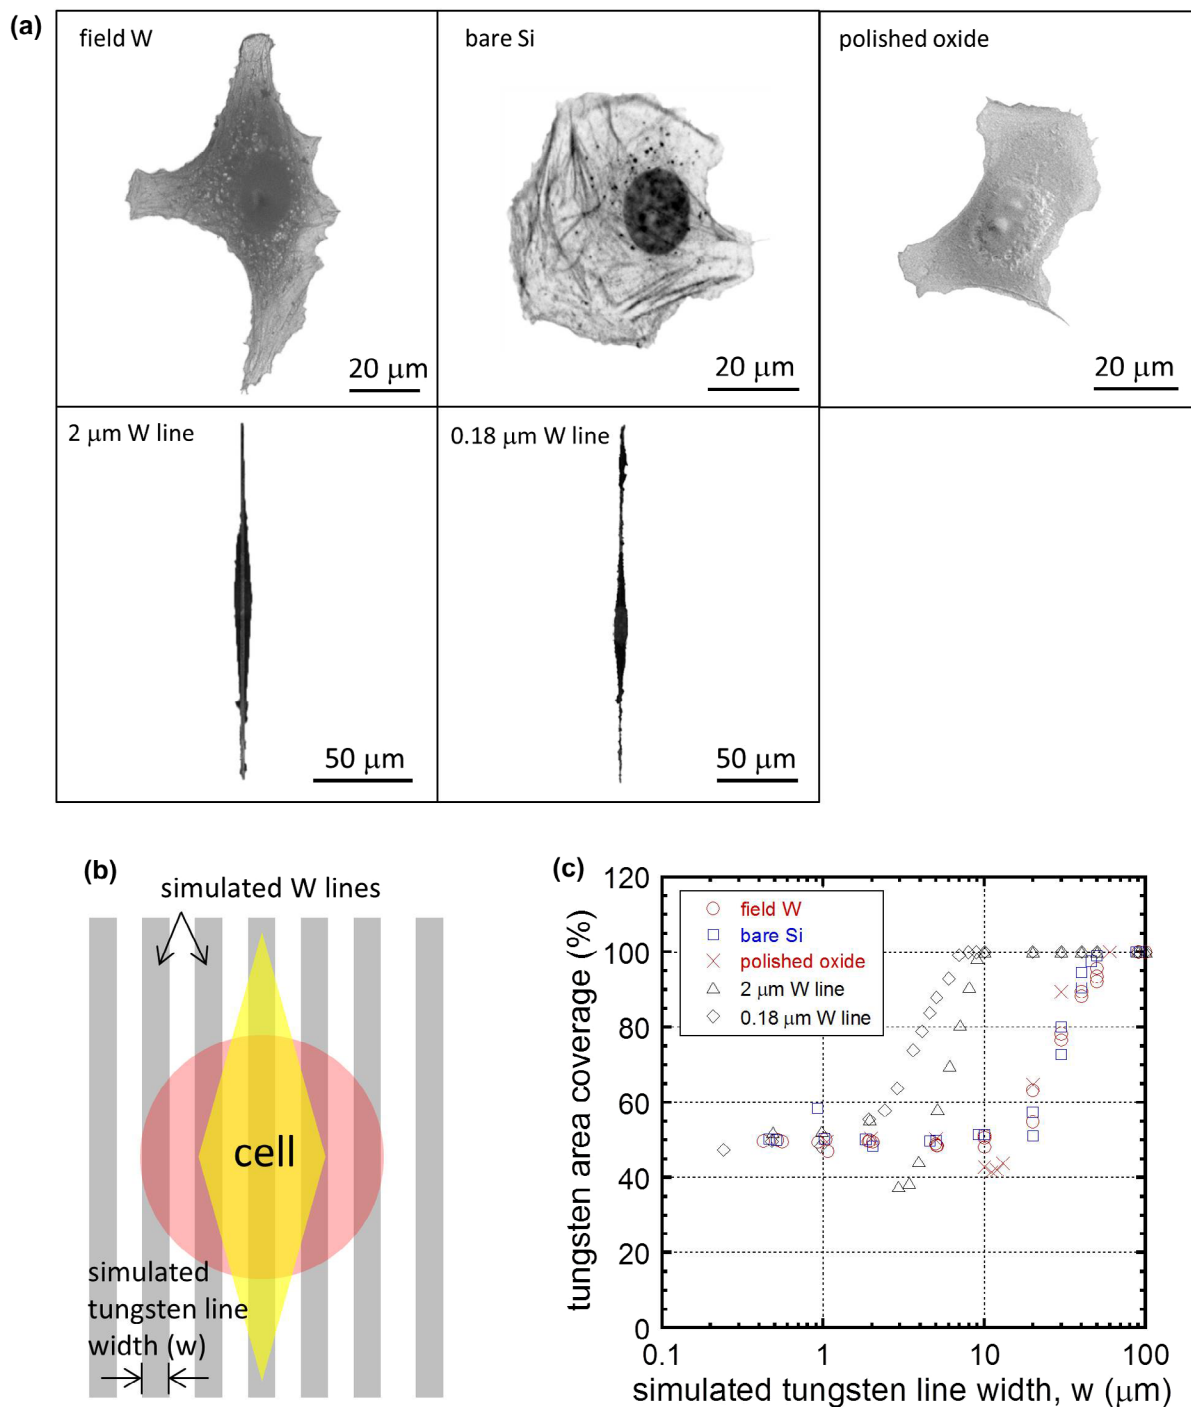 (a)
field W
bare Si
polished oxide
20 μm
20 μm
20 μm
2 μm W line
0.18 μm W line
50 μm
50 μm
(b)
simulated W lines
cell
simulated
tungsten line
width (w)
(c)
tungsten area coverage (%)
120
100
80
60
40
20
0
field W
bare Si
polished oxide
2 μm W line
0.18 μm W line
0.1
1
10
100
simulated tungsten line width, w (μm)